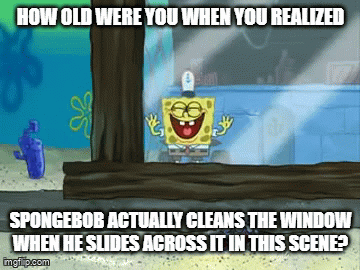 HOW OLD WERE YOU WHEN YOU REALIZED
SPONGEBOB ACTUALLY CLEANS THE WINDOW
WHEN HE SLIDES ACROSS IT IN THIS SCENE?
imgflip.com